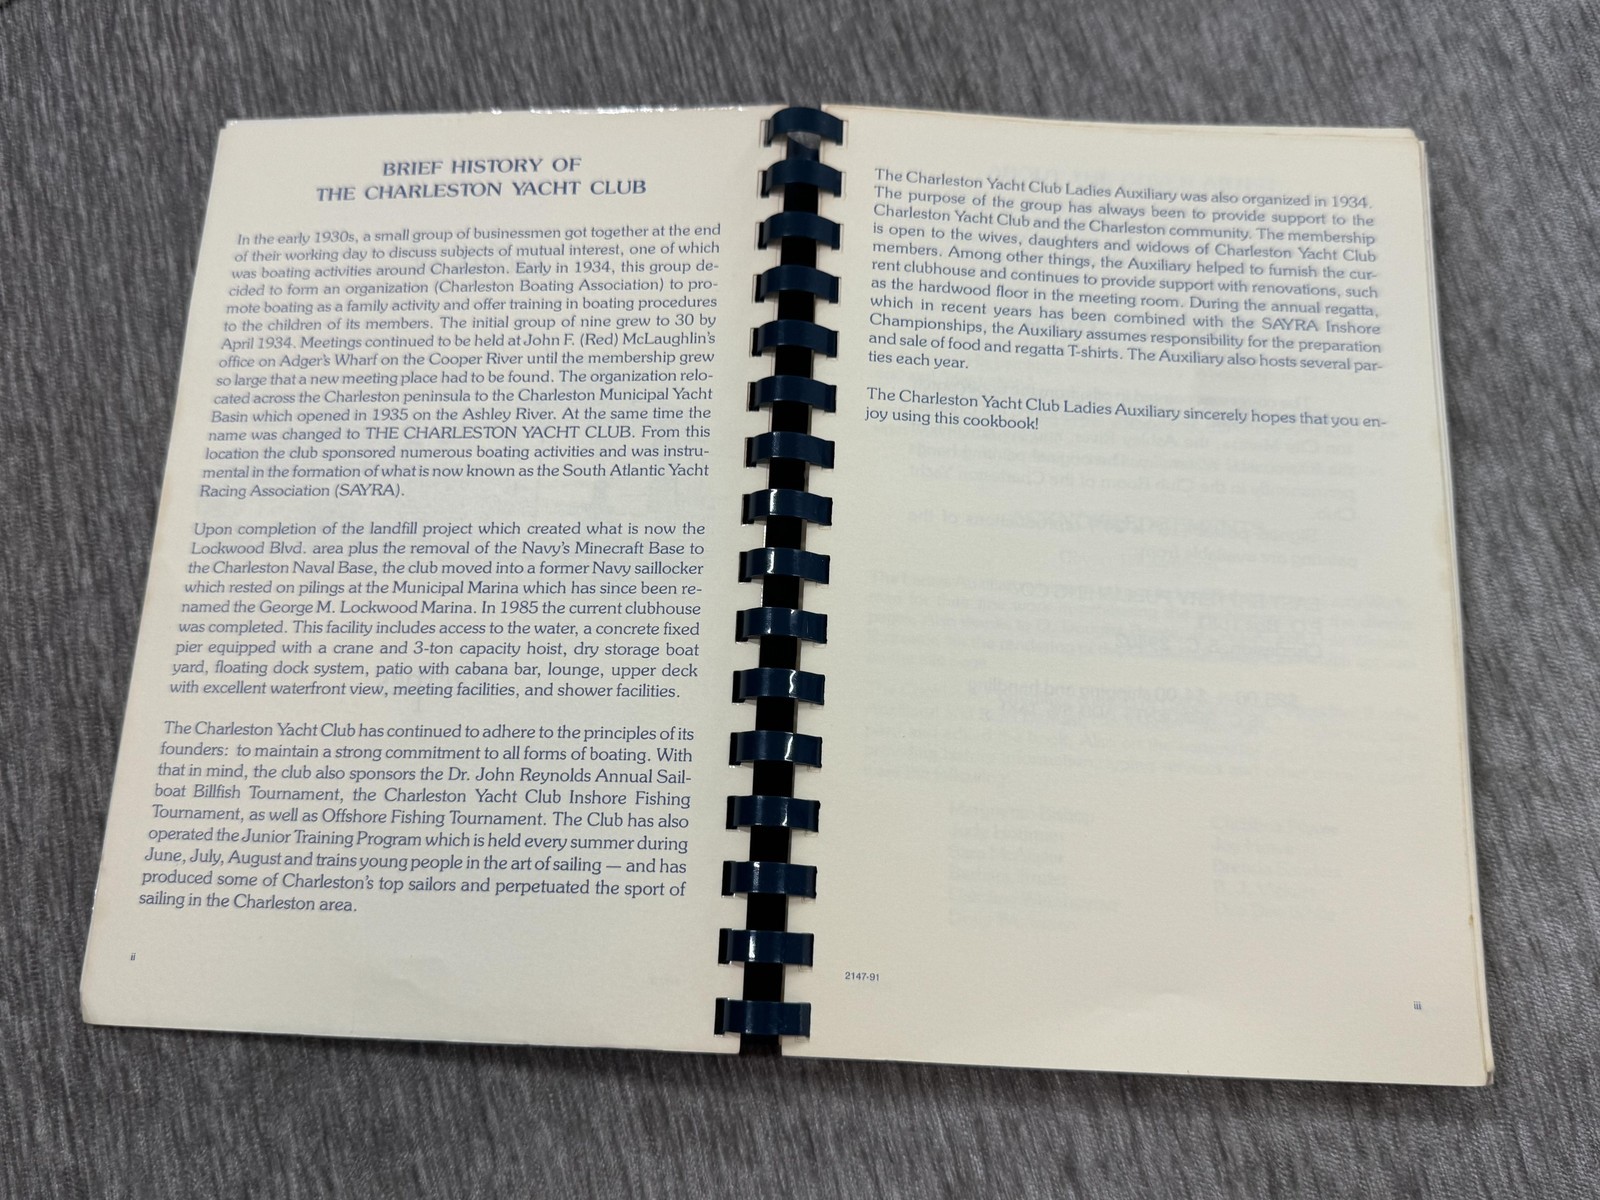 BRIEF HISTORY OF
THE CHARLESTON YACHT CLUB
In the early 1930s, a small group of businessmen got together at the end
of their working day to discuss subjects of mutual interest, one of which
was boating activities around Charleston. Early in 1934, this group de-
cided to form an organization (Charleston Boating Association) to pro-
mote boating as a family activity and offer training in boating procedures
to the children of its members. The initial group of nine grew to 30 by
April 1934. Meetings continued to be held at John F. (Red) McLaughlin's
office on Adger's Wharf on the Cooper River until the membership grew
so large that a new meeting place had to be found. The organization relo-
cated across the Charleston peninsula to the Charleston Municipal Yacht
Basin which opened in 1935 on the Ashley River. At the same time the
name was changed to THE CHARLESTON YACHT CLUB. From this
location the club sponsored numerous boating activities and was instru-
mental in the formation of what is now known as the South Atlantic Yacht
Racing Association (SAYRA).
Upon completion of the landfill project which created what is now the
Lockwood Blvd. area plus the removal of the Navy's Minecraft Base to
the Charleston Naval Base, the club moved into a former Navy saillocker
which rested on pilings at the Municipal Marina which has since been re-
named the George M. Lockwood Marina. In 1985 the current clubhouse
was completed. This facility includes access to the water, a concrete fixed
pier equipped with a crane and 3-ton capacity hoist, dry storage boat
yard, floating dock system, patio with cabana bar, lounge, upper deck
with excellent waterfront view, meeting facilities, and shower facilities.
The Charleston Yacht Club has continued to adhere to the principles of its
founders: to maintain a strong commitment to all forms of boating. With
that in mind, the club also sponsors the Dr. John Reynolds Annual Sail-
boat Billfish Tournament, the Charleston Yacht Club Inshore Fishing
Tournament, as well as Offshore Fishing Tournament. The Club has also
operated the Junior Training Program which is held every summer during
June, July, August and trains young people in the art of sailing — and has
produced some of Charleston's top sailors and perpetuated the sport of
sailing in the Charleston area.
ii
The Charleston Yacht Club Ladies Auxiliary was also organized in 1934.
The purpose of the group has always been to provide support to the
Charleston Yacht Club and the Charleston community. The membership
is open to the wives, daughters and widows of Charleston Yacht Club
members. Among other things, the Auxiliary helped to furnish the cur-
rent clubhouse and continues to provide support with renovations, such
as the hardwood floor in the meeting room. During the annual regatta,
which in recent years has been combined with the SAYRA Inshore
Championships, the Auxiliary assumes responsibility for the preparation
and sale of food and regatta T-shirts. The Auxiliary also hosts several par-
ties each year.
The Charleston Yacht Club Ladies Auxiliary sincerely hopes that you en-
joy using this cookbook!
2147-91
iii